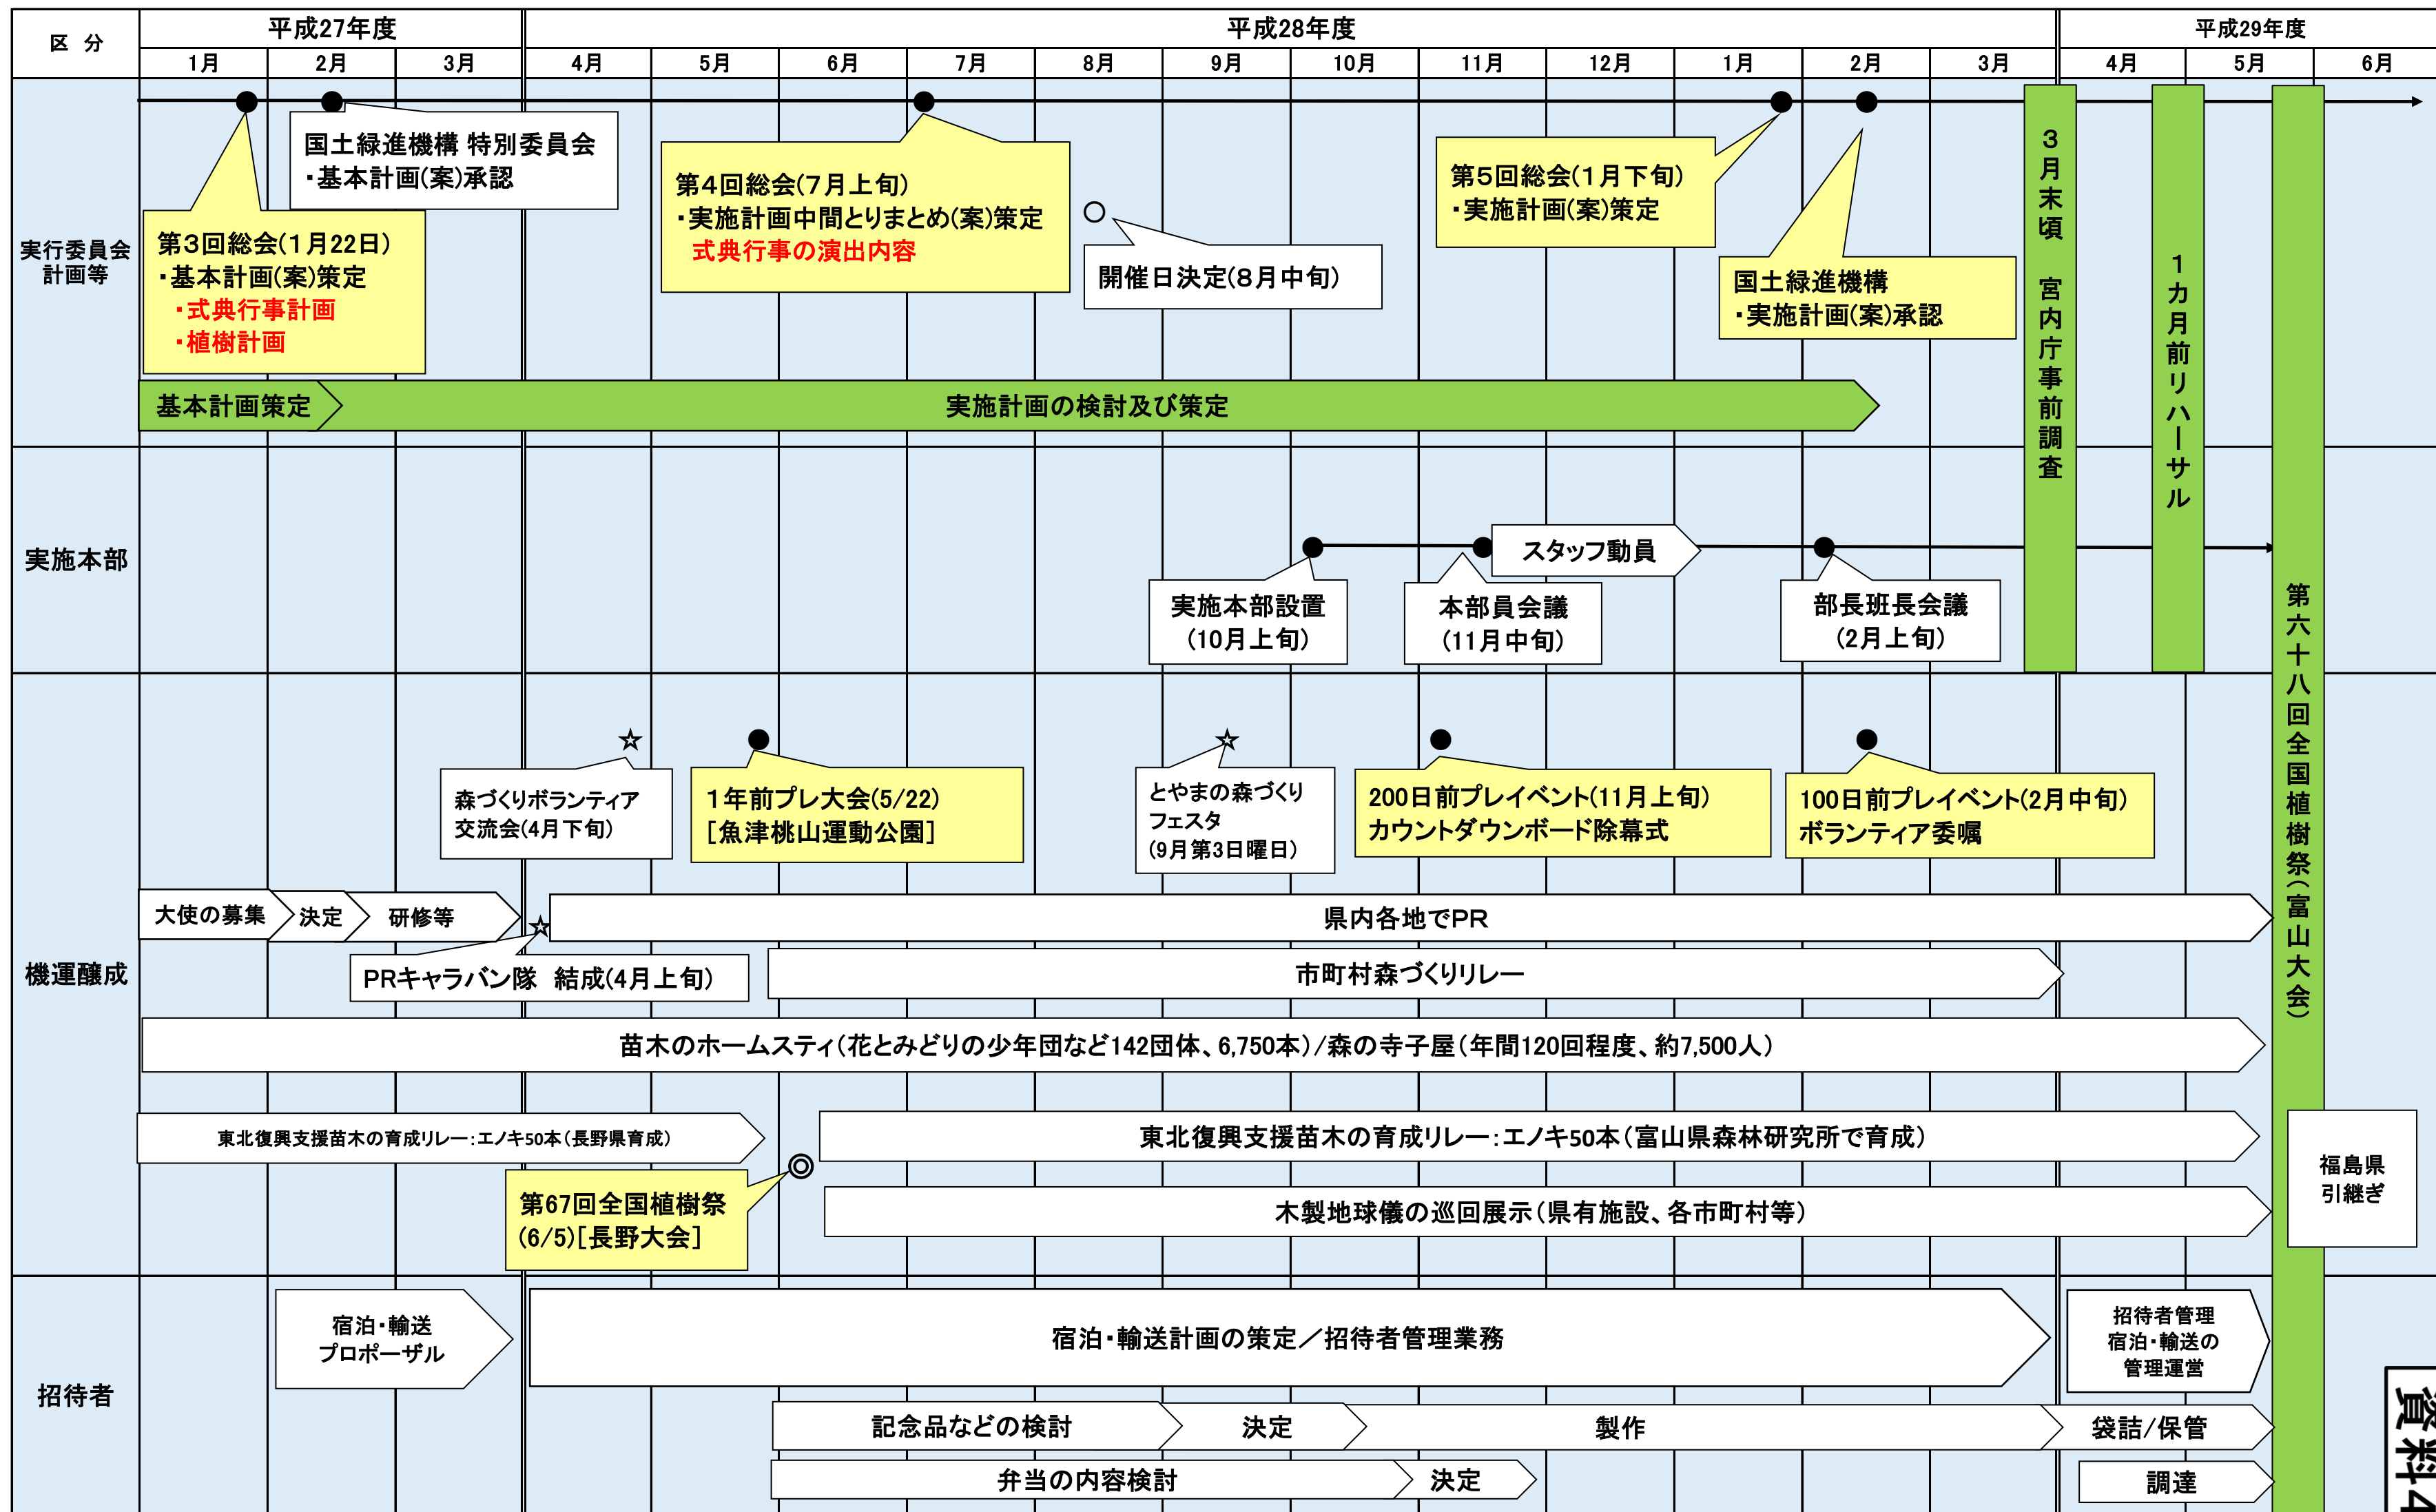 区　分
平成27年度
平成28年度
平成29年度
1月
2月
3月
4月
5月
6月
7月
8月
9月
10月
11月
12月
1月
2月
3月
4月
5月
6月
実行委員会
計画等
国土緑進機構 特別委員会
・基本計画(案)承認
第３回総会(１月22日)
・基本計画(案)策定
・式典行事計画
・植樹計画
第４回総会(７月上旬)
・実施計画中間とりまとめ(案)策定
式典行事の演出内容
開催日決定(８月中旬)
第５回総会(１月下旬)
・実施計画(案)策定
国土緑進機構
・実施計画(案)承認
３月末頃　宮内庁事前調査
１カ月前リハーサル
基本計画策定
実施計画の検討及び策定
実施本部
スタッフ動員
実施本部設置
(10月上旬)
本部員会議
(11月中旬)
部長班長会議
(2月上旬)
第六十八回全国植樹祭(富山大会)
機運醸成
森づくりボランティア
交流会(4月下旬)
１年前プレ大会(5/22)
[魚津桃山運動公園]
とやまの森づくり
フェスタ
(9月第3日曜日)
200日前プレイベント(11月上旬)
カウントダウンボード除幕式
100日前プレイベント(2月中旬)
ボランティア委嘱
大使の募集
決定
研修等
県内各地でＰＲ
PRキャラバン隊　結成(4月上旬)
市町村森づくりリレー
苗木のホームスティ(花とみどりの少年団など142団体、6,750本)/森の寺子屋(年間120回程度、約7,500人)
東北復興支援苗木の育成リレー：エノキ50本(長野県育成)
東北復興支援苗木の育成リレー：エノキ50本(富山県森林研究所で育成)
第67回全国植樹祭
(6/5)[長野大会]
木製地球儀の巡回展示(県有施設、各市町村等)
福島県
引継ぎ
招待者
宿泊・輸送
プロポーザル
宿泊・輸送計画の策定／招待者管理業務
招待者管理
宿泊・輸送の
管理運営
記念品などの検討
決定
製作
袋詰/保管
弁当の内容検討
決定
調達
資料